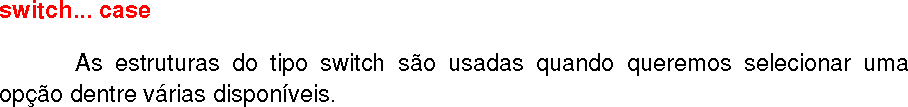 switch... case
As estruturas do tipo switch são usadas quando queremos selecionar uma
opção dentre várias disponíveis.